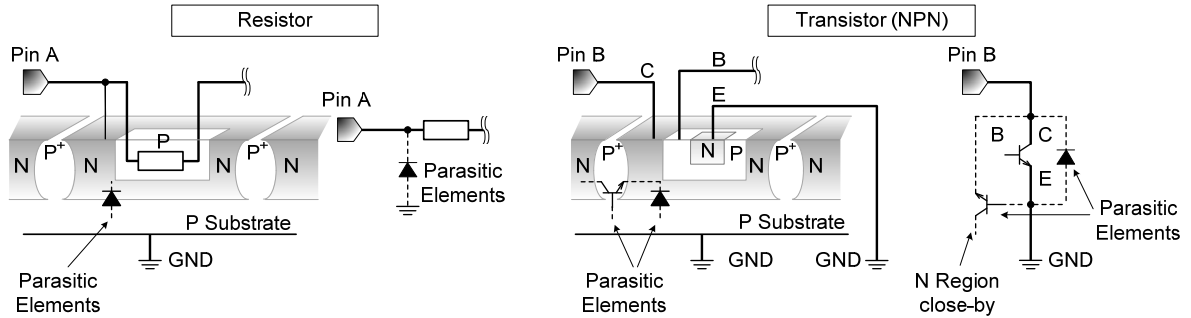 Resistor
Transistor (NPN)
Pin A
Pin A
P
N
P+
N
N
P+
N
Parasitic
Elements
P Substrate
GND
Parasitic
Elements
Pin B
C
B
E
N
P+
N
N
P
P+
N
P Substrate
GND
GND
Parasitic
Elements
Pin B
B
C
E
Parasitic
Elements
GND
N Region
close-by